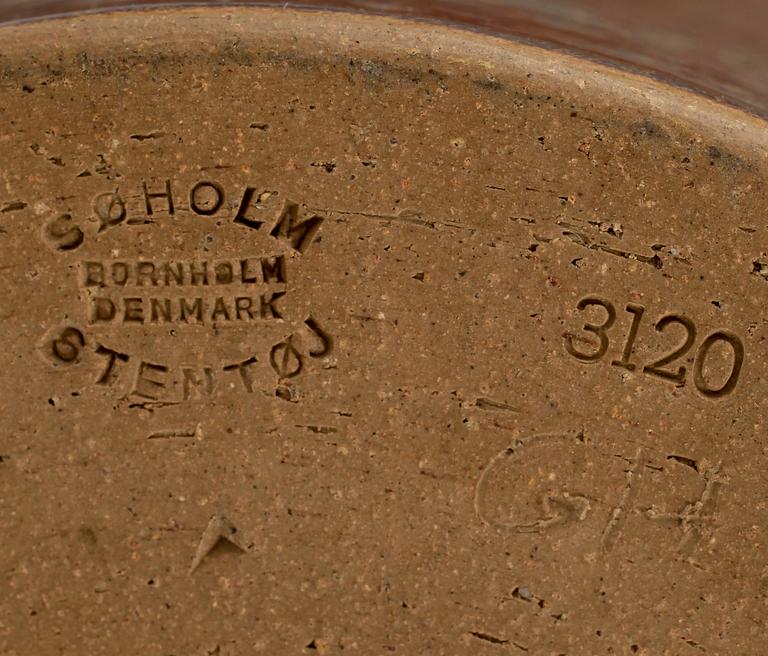 SØHOLM
BORNHOLM
DENMARK
STENTØJ
3120